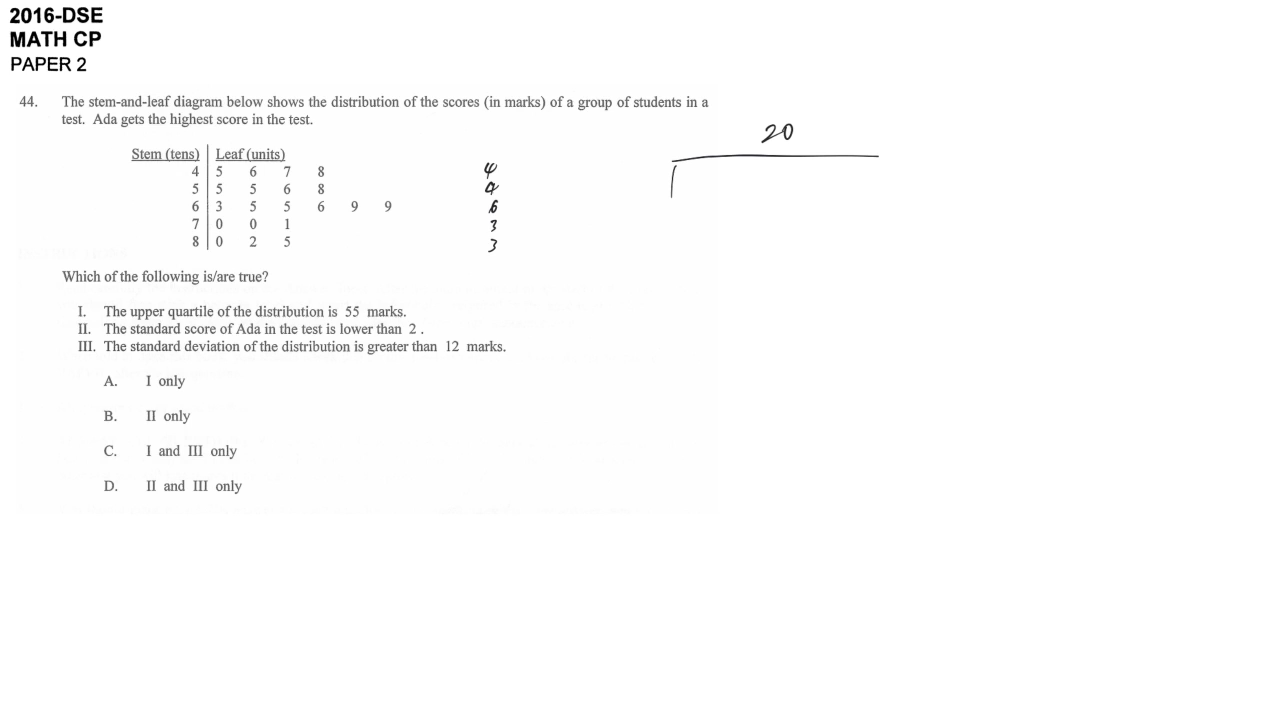 2016-DSE
MATH CP
PAPER 2
44. The stem-and-leaf diagram below shows the distribution of the scores (in marks) of a group of students in a
test. Ada gets the highest score in the test.
20
Stem (tens) Leaf (units)
4 5 6 7 8 4
5 5 5 6 8 4
6 3 5 5 6 9 9 6
7 0 0 1 3
8 0 2 5 3
Which of the following is/are true?
I. The upper quartile of the distribution is 55 marks.
II. The standard score of Ada in the test is lower than 2 .
III. The standard deviation of the distribution is greater than 12 marks.
A. I only
B. II only
C. I and III only
D. II and III only